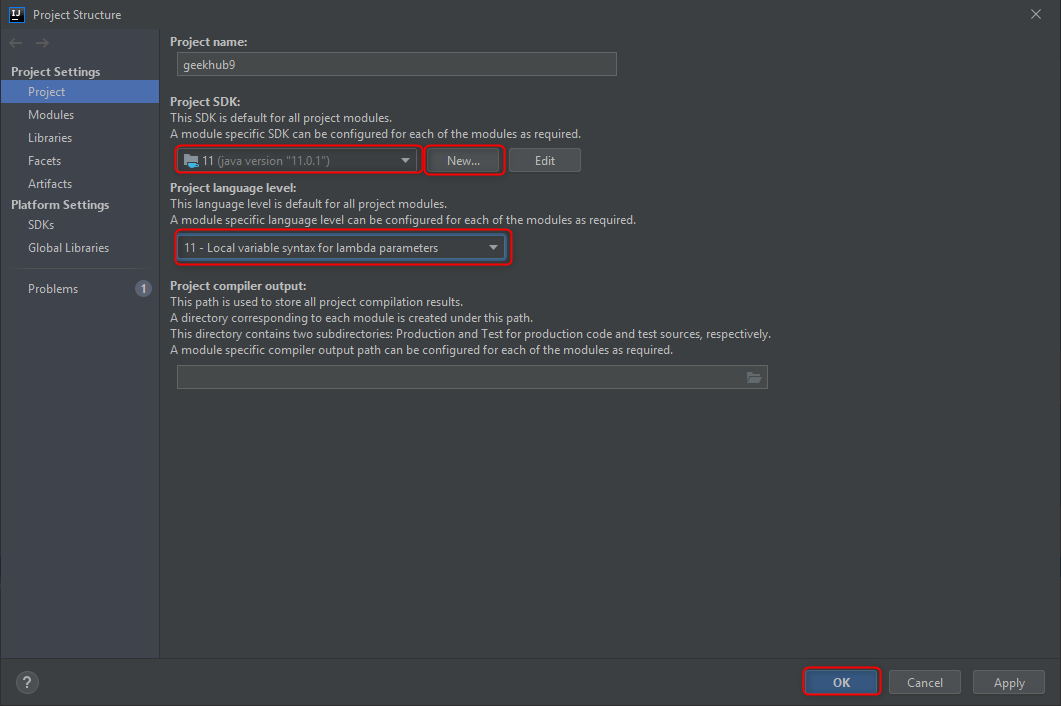 Project Structure
Project Settings
Project
Modules
Libraries
Facets
Artifacts
Platform Settings
SDKs
Global Libraries
Problems 1
Project name:
geekhub9
Project SDK:
This SDK is default for all project modules.
A module specific SDK can be configured for each of the modules as required.
11 (java version "11.0.1") New... Edit
Project language level:
This language level is default for all project modules.
A module specific language level can be configured for each of the modules as required.
11 - Local variable syntax for lambda parameters
Project compiler output:
This path is used to store all project compilation results.
A directory corresponding to each module is created under this path.
This directory contains two subdirectories: Production and Test for production code and test sources, respectively.
A module specific compiler output path can be configured for each of the modules as required.
? OK Cancel Apply